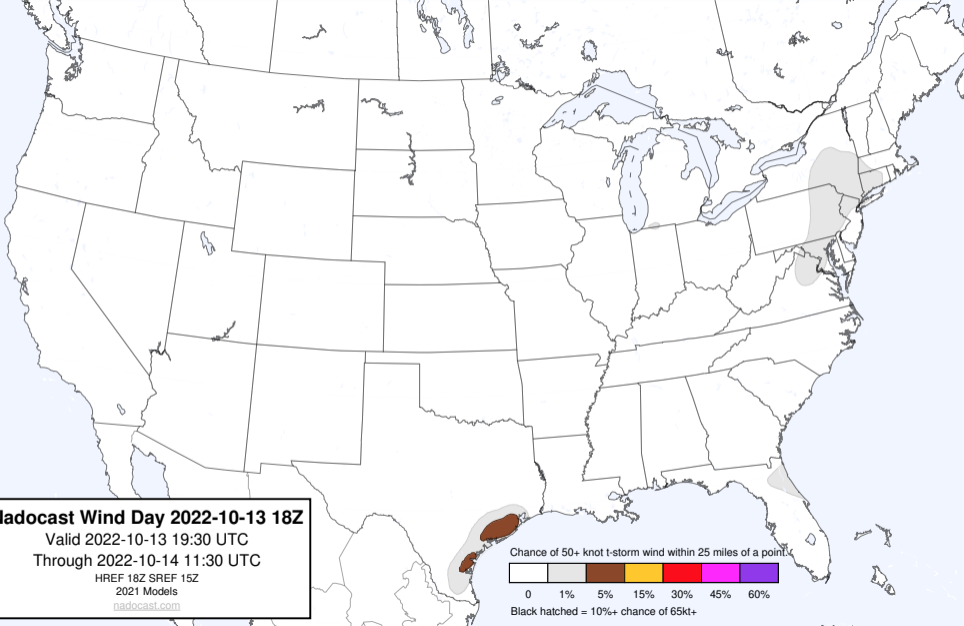 adocast Wind Day 2022-10-13 18Z
Valid 2022-10-13 19:30 UTC
Through 2022-10-14 11:30 UTC
HREF 18Z SREF 15Z
2021 Models
nadocast.com
Chance of 50+ knot t-storm wind within 25 miles of a point.
0 1% 5% 15% 30% 45% 60%
Black hatched = 10%+ chance of 65kt+